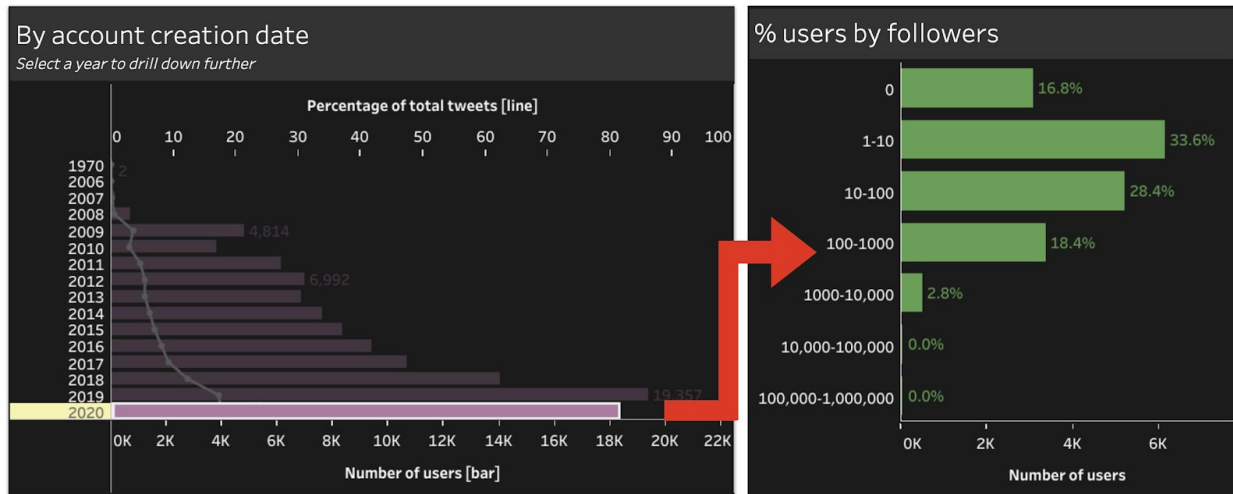 By account creation date
Select a year to drill down further
Percentage of total tweets [line]
0 10 20 30 40 50 60 70 80 90 100
1970 2
2006
2007
2008
2009 4,814
2010
2011
2012 6,992
2013
2014
2015
2016
2017
2018
2019 19,357
2020
0K 2K 4K 6K 8K 10K 12K 14K 16K 18K 20K 22K
Number of users [bar]
% users by followers
0 16.8%
1-10 33.6%
10-100 28.4%
100-1000 18.4%
1000-10,000 2.8%
10,000-100,000 0.0%
100,000-1,000,000 0.0%
0K 2K 4K 6K
Number of users